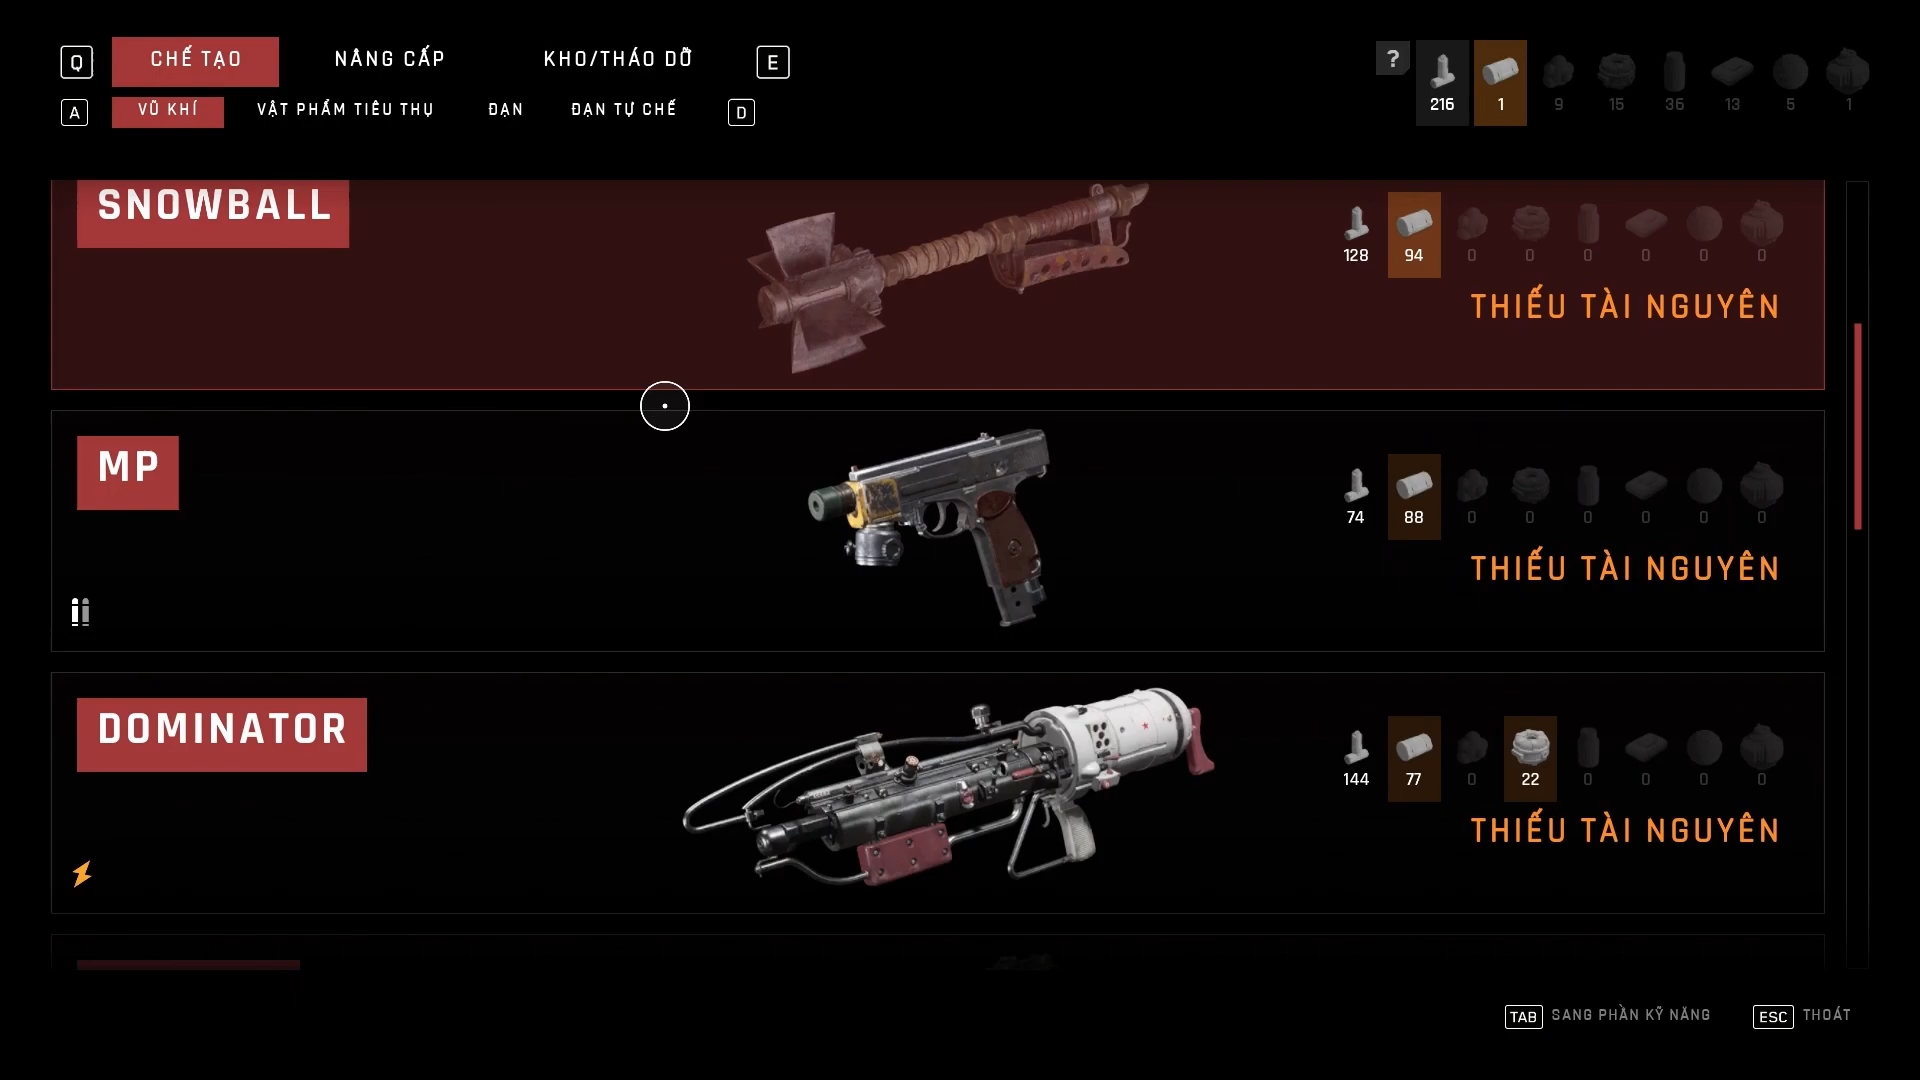 Q CHẾ TẠO NÂNG CẤP KHO/THÁO DỠ E
A VŨ KHÍ VẬT PHẨM TIÊU THỤ ĐẠN ĐẠN TỰ CHẾ D
?
216 1 9 15 36 13 5 1
SNOWBALL
128 94 0 0 0 0 0 0
THIẾU TÀI NGUYÊN
MP
74 88 0 0 0 0 0 0
THIẾU TÀI NGUYÊN
DOMINATOR
144 77 0 22 0 0 0 0
THIẾU TÀI NGUYÊN
TAB SANG PHẦN KỸ NĂNG ESC THOÁT